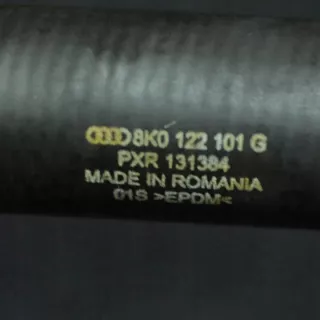 8K0 122 101 G
PXR 131384
MADE IN ROMANIA
01S >EPDM<